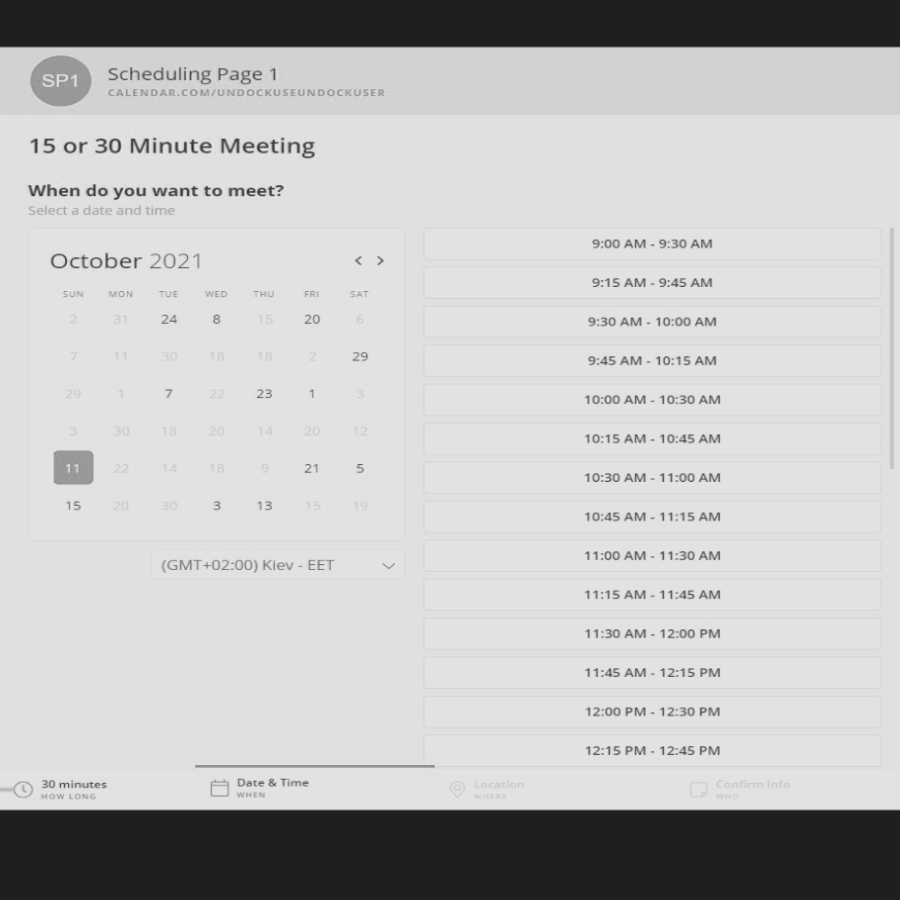 SP1
Scheduling Page 1
CALENDAR.COM/UNDOCKUSEUNDOCKUSER
15 or 30 Minute Meeting
When do you want to meet?
Select a date and time
October 2021 < >
SUN MON TUE WED THU FRI SAT
2 31 24 8 15 20 6
7 11 30 18 18 2 29
29 1 7 23 22 1 3
3 30 18 20 14 20 12
11 22 14 18 9 21 5
15 20 30 3 13 15 19
(GMT+02:00) Kiev - EET
9:00 AM - 9:30 AM
9:15 AM - 9:45 AM
9:30 AM - 10:00 AM
9:45 AM - 10:15 AM
10:00 AM - 10:30 AM
10:15 AM - 10:45 AM
10:30 AM - 11:00 AM
10:45 AM - 11:15 AM
11:00 AM - 11:30 AM
11:15 AM - 11:45 AM
11:30 AM - 12:00 PM
11:45 AM - 12:15 PM
12:00 PM - 12:30 PM
12:15 PM - 12:45 PM
30 minutes
HOW LONG
Date & Time
WHEN
Location
WHERE
Confirm Info
WHO